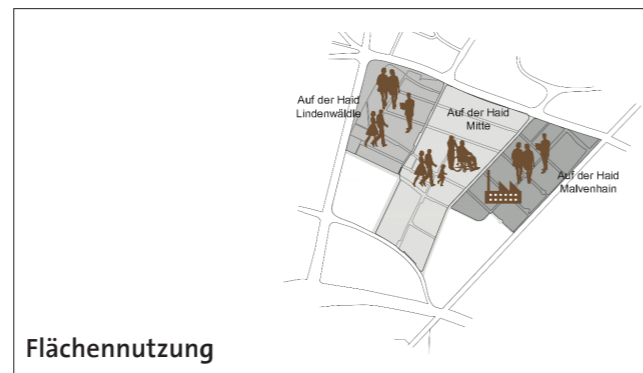 Auf der Haid
Lindenwäldle
Auf der Haid
Mitte
Auf der Haid
Malvenhain
Flächennutzung